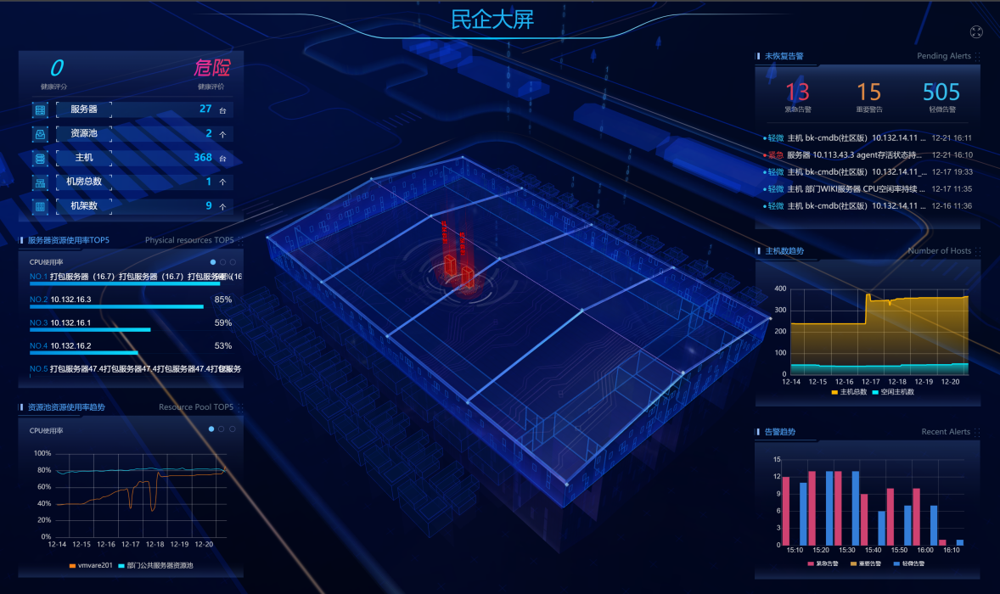 民企大屏
0
健康评分
危险
健康评价
服务器 27 台
资源池 2 个
主机 368 台
机房总数 1 个
机架数 9 个
服务器资源使用率TOP5 Physical resources TOP5
CPU使用率
NO.1 打包服务器（16.7）打包服务器（16.7）打包服务器（16
NO.2 10.132.16.3 85%
NO.3 10.132.16.1 59%
NO.4 10.132.16.2 53%
NO.5 打包服务器47.4打包服务器47.4打包服务器47.4打包服务
资源池资源使用率趋势 Resource Pool TOP5
CPU使用率
100%
80%
60%
40%
20%
0%
12-14 12-15 12-16 12-17 12-18 12-19 12-20
vmvare201 部门公共服务器资源池
未恢复告警 Pending Alerts
13 15 505
紧急告警 重要警告 轻微告警
轻微 主机 bk-cmdb(社区版) 10.132.14.11 ... 12-21 16:11
紧急 服务器 10.113.43.3 agent存活状态持... 12-21 16:10
轻微 主机 bk-cmdb(社区版) 10.132.14.11_... 12-17 19:33
轻微 主机 部门WIKI服务器 CPU空闲率持续 ... 12-17 11:35
轻微 主机 bk-cmdb(社区版) 10.132.14.11 ... 12-16 11:36
主机数趋势 Number of Hosts
400
300
200
100
0
12-14 12-15 12-16 12-17 12-18 12-19 12-20
主机总数 空闲主机数
告警趋势 Recent Alerts
15
12
9
6
3
0
15:10 15:20 15:30 15:40 15:50 16:00 16:10
紧急告警 重要告警 轻微告警